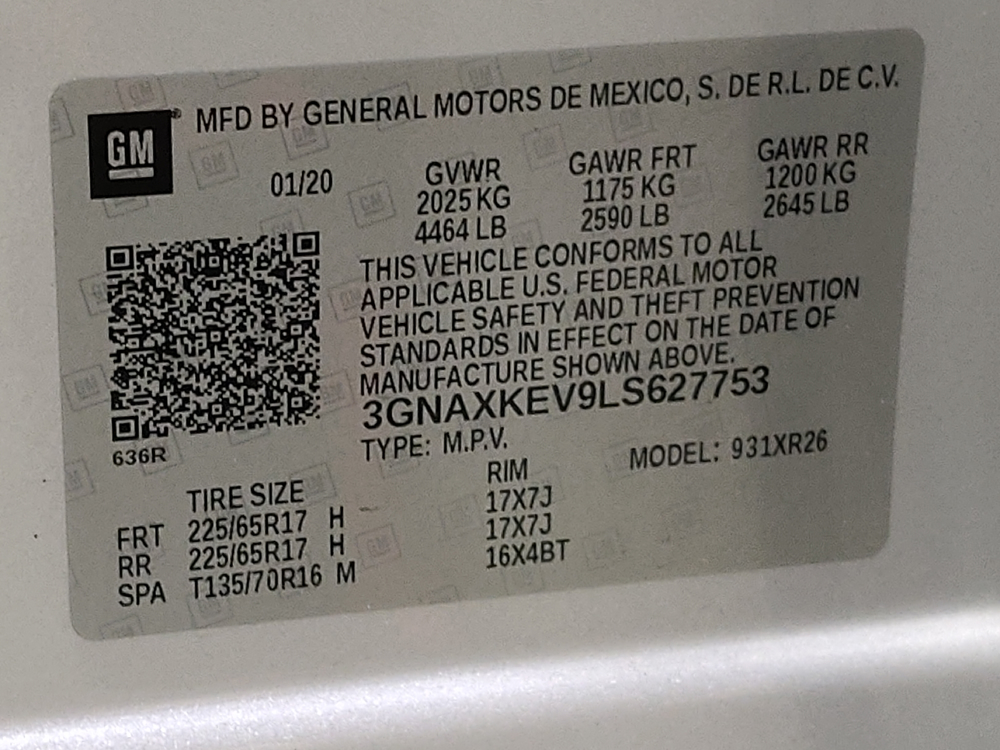 GM® MFD BY GENERAL MOTORS DE MEXICO, S. DE R.L. DE C.V.
01/20 GVWR GAWR FRT GAWR RR
2025 KG 1175 KG 1200 KG
4464 LB 2590 LB 2645 LB
THIS VEHICLE CONFORMS TO ALL
APPLICABLE U.S. FEDERAL MOTOR
VEHICLE SAFETY AND THEFT PREVENTION
STANDARDS IN EFFECT ON THE DATE OF
MANUFACTURE SHOWN ABOVE.
3GNAXKEV9LS627753
636R TYPE: M.P.V. MODEL: 931XR26
TIRE SIZE RIM
FRT 225/65R17 H 17X7J
RR 225/65R17 H 17X7J
SPA T135/70R16 M 16X4BT